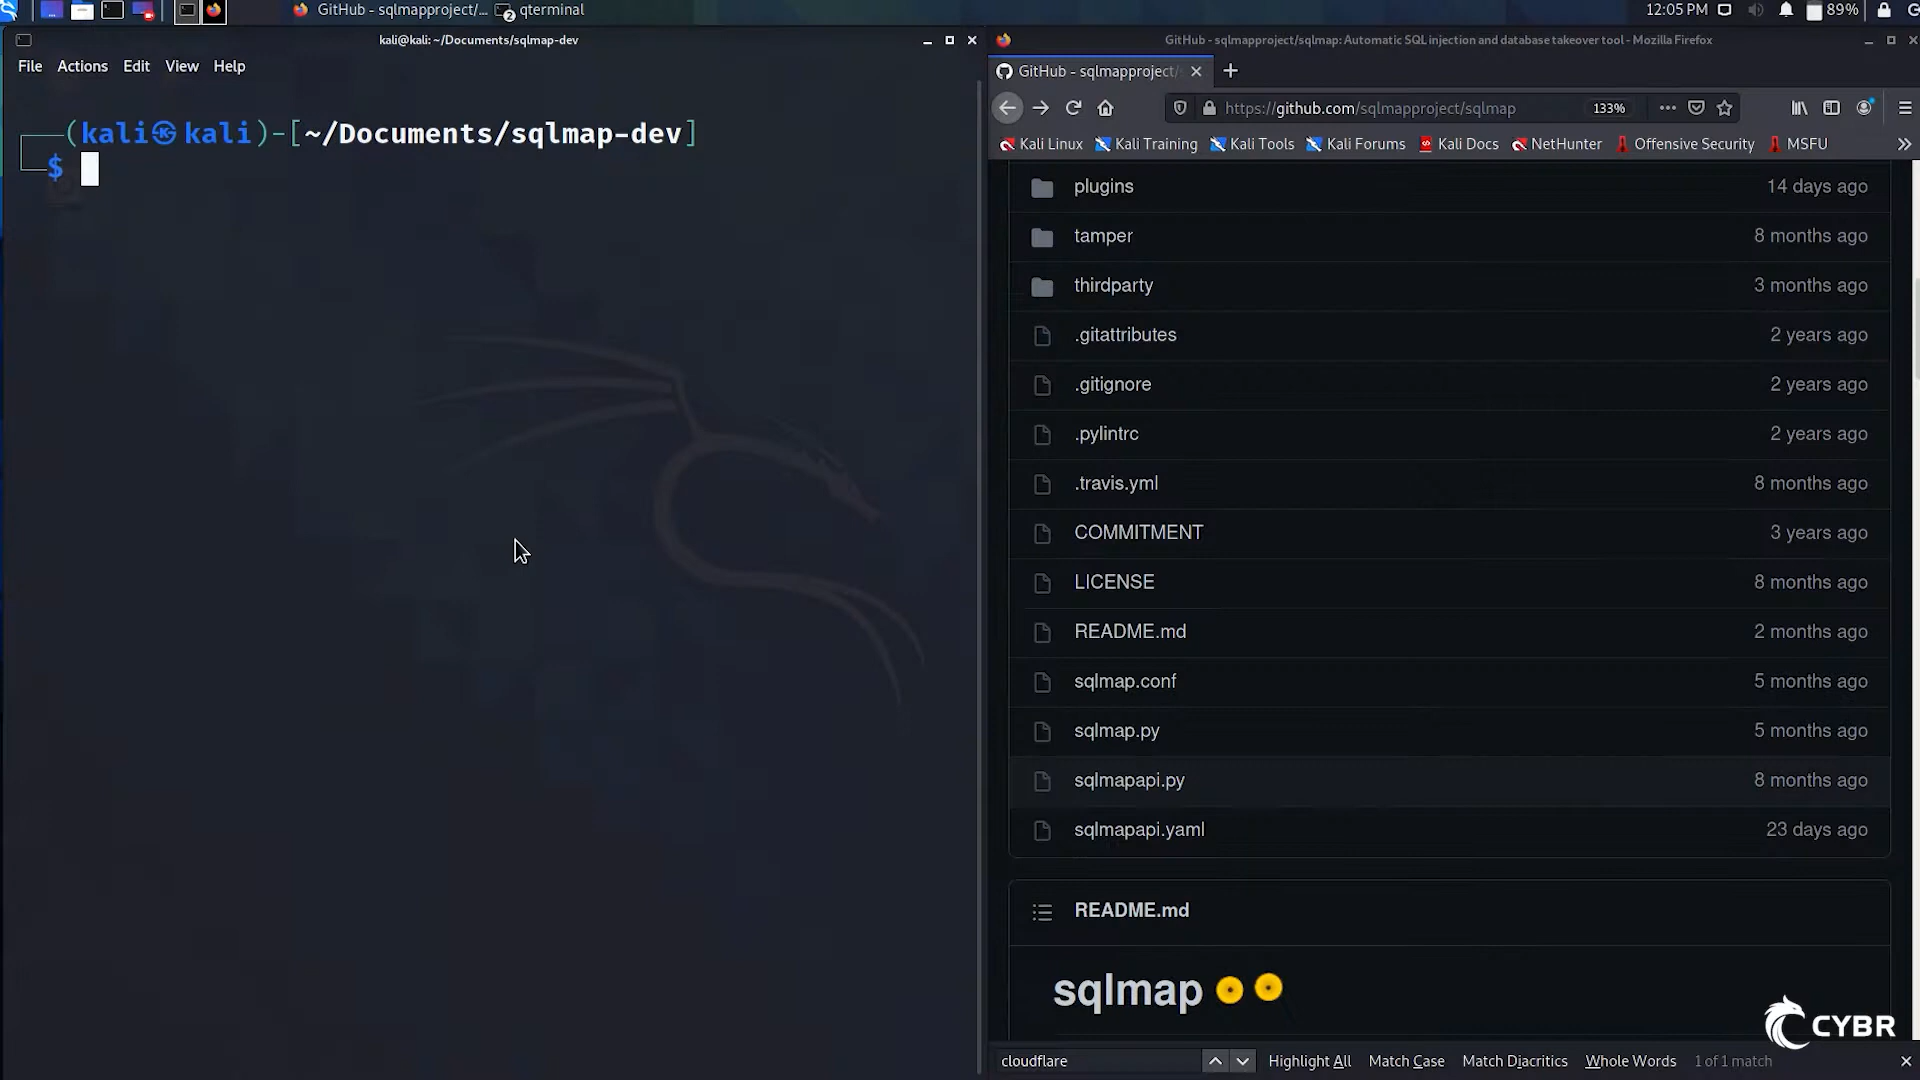 GitHub - sqlmapproject/...
2
qterminal
12:05 PM
89%
kali@kali: ~/Documents/sqlmap-dev
File Actions Edit View Help
(kali㉿kali)-[~/Documents/sqlmap-dev]
$
GitHub - sqlmapproject/sqlmap: Automatic SQL injection and database takeover tool - Mozilla Firefox
GitHub - sqlmapproject/
https://github.com/sqlmapproject/sqlmap
133%
Kali Linux Kali Training Kali Tools Kali Forums Kali Docs NetHunter Offensive Security MSFU
plugins 14 days ago
tamper 8 months ago
thirdparty 3 months ago
.gitattributes 2 years ago
.gitignore 2 years ago
.pylintrc 2 years ago
.travis.yml 8 months ago
COMMITMENT 3 years ago
LICENSE 8 months ago
README.md 2 months ago
sqlmap.conf 5 months ago
sqlmap.py 5 months ago
sqlmapapi.py 8 months ago
sqlmapapi.yaml 23 days ago
README.md
sqlmap
CYBR
cloudflare
Highlight All Match Case Match Diacritics Whole Words 1 of 1 match